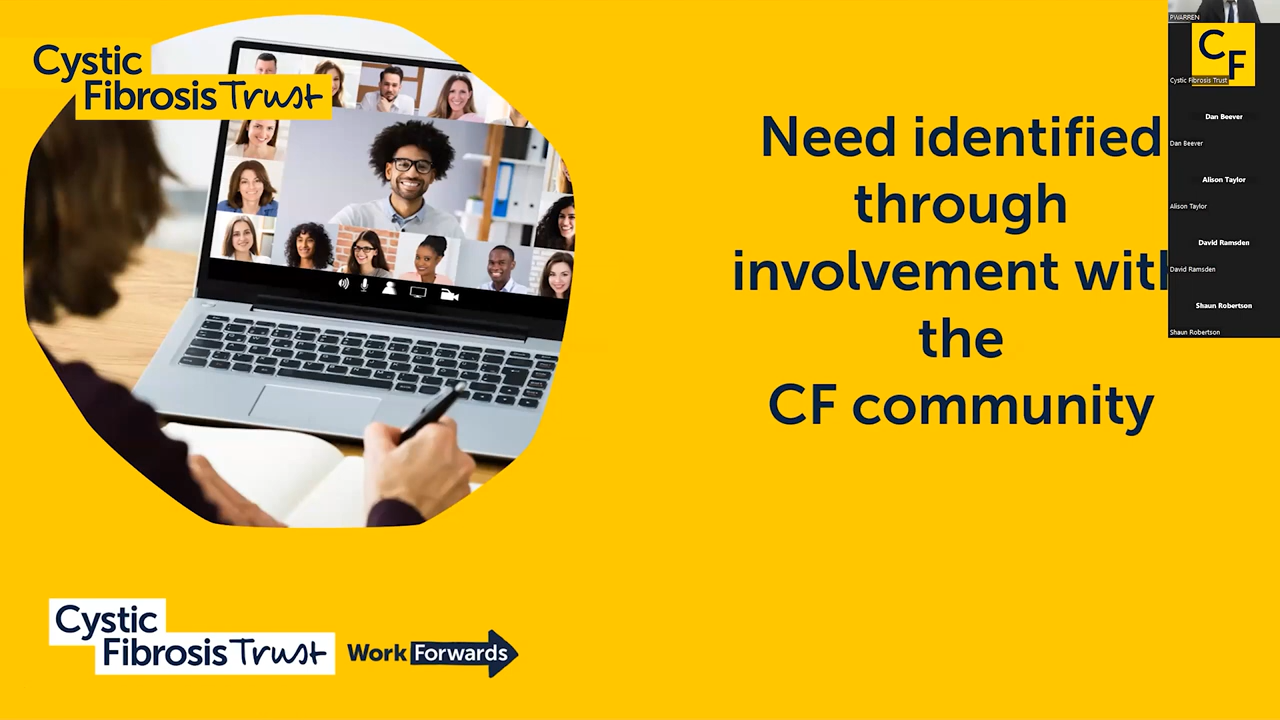 Cystic
Fibrosis Trust
Need identified
through
involvement with
the
CF community
Cystic
Fibrosis Trust
Work Forwards
PWARREN
CF
Cystic Fibrosis Trust
Dan Beever
Dan Beever
Alison Taylor
Alison Taylor
David Ramsden
David Ramsden
Shaun Robertson
Shaun Robertson